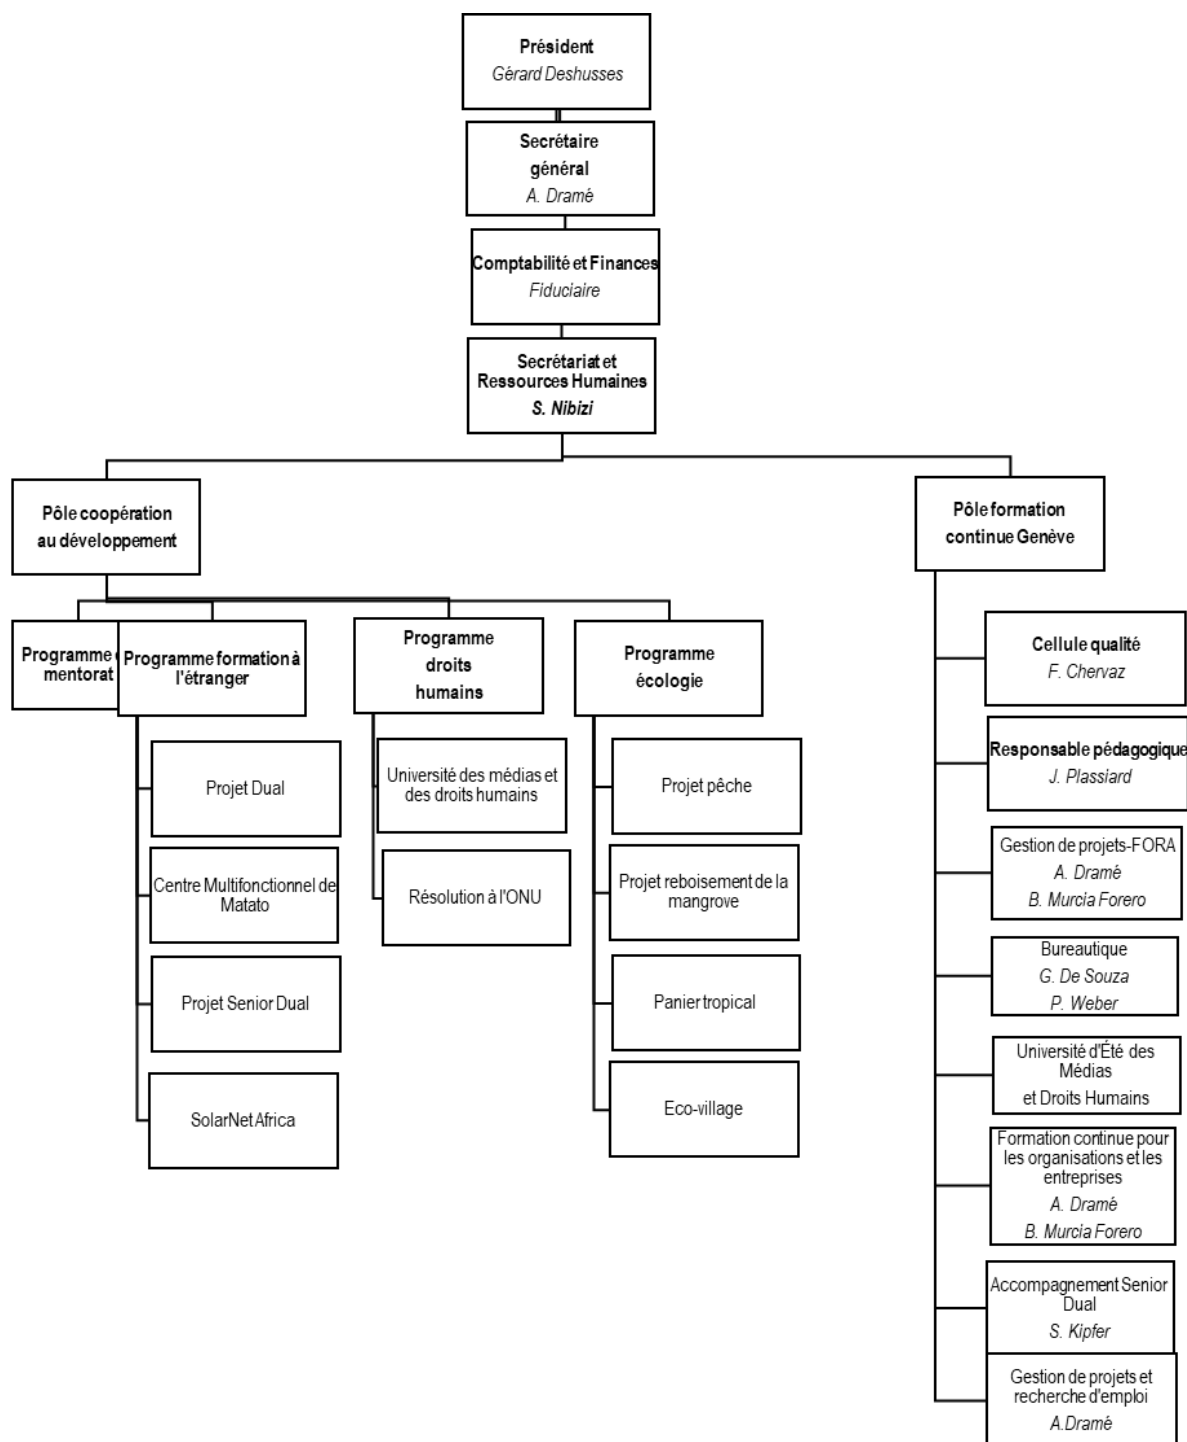 Président
Gérard Deshusses
Secrétaire
général
A. Dramé
Comptabilité et Finances
Fiduciaire
Secrétariat et
Ressources Humaines
S. Nibizi
Pôle coopération
au développement
Pôle formation
continue Genève
Programme
mentorat
Programme formation à
l'étranger
Programme
droits
humains
Programme
écologie
Projet Dual
Centre Multifonctionnel de
Matato
Projet Senior Dual
SolarNet Africa
Université des médias et
des droits humains
Résolution à l'ONU
Projet pêche
Projet reboisement de la
mangrove
Panier tropical
Eco-village
Cellule qualité
F. Chervaz
Responsable pédagogique
J. Plassiard
Gestion de projets-FORA
A. Dramé
B. Murcia Forero
Bureautique
G. De Souza
P. Weber
Université d'Été des
Médias
et Droits Humains
Formation continue pour
les organisations et les
entreprises
A. Dramé
B. Murcia Forero
Accompagnement Senior
Dual
S. Kipfer
Gestion de projets et
recherche d'emploi
A.Dramé